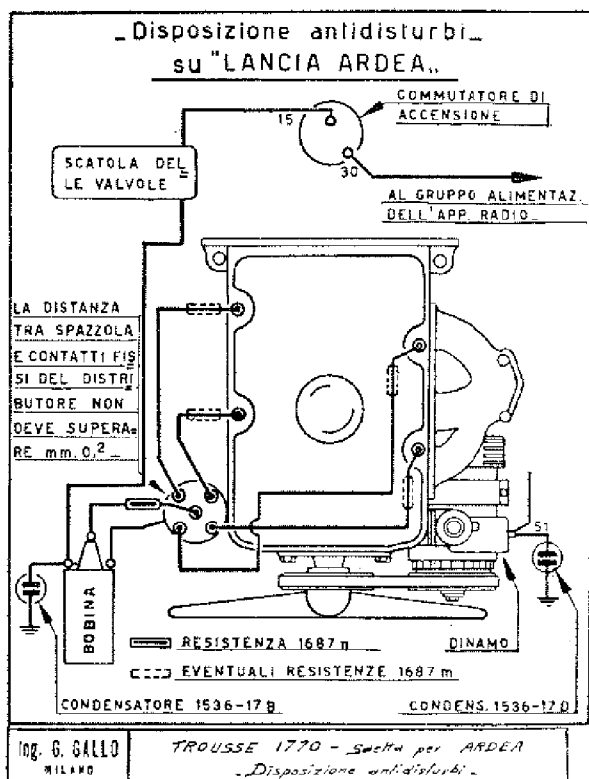 _Disposizione antidisturbi_
su "LANCIA ARDEA„
COMMUTATORE DI
ACCENSIONE
15
30
SCATOLA DEL
LE VALVOLE
AL GRUPPO ALIMENTAZ.
DELL'APP. RADIO_
LA DISTANZA
TRA SPAZZOLA
E CONTATTI FIS
SI DEL DISTRI
BUTORE NON
DEVE SUPERA=
RE mm. 0,2_
51
BOBINA
RESISTENZA 1687 n
DINAMO
EVENTUALI RESISTENZE 1687 m
CONDENSATORE 1536-17 B
CONDENS. 1536-17 D
Ing. G. GALLO
MILANO
TROUSSE 1770 - Saetta per ARDEA
_ Disposizione antidisturbi _